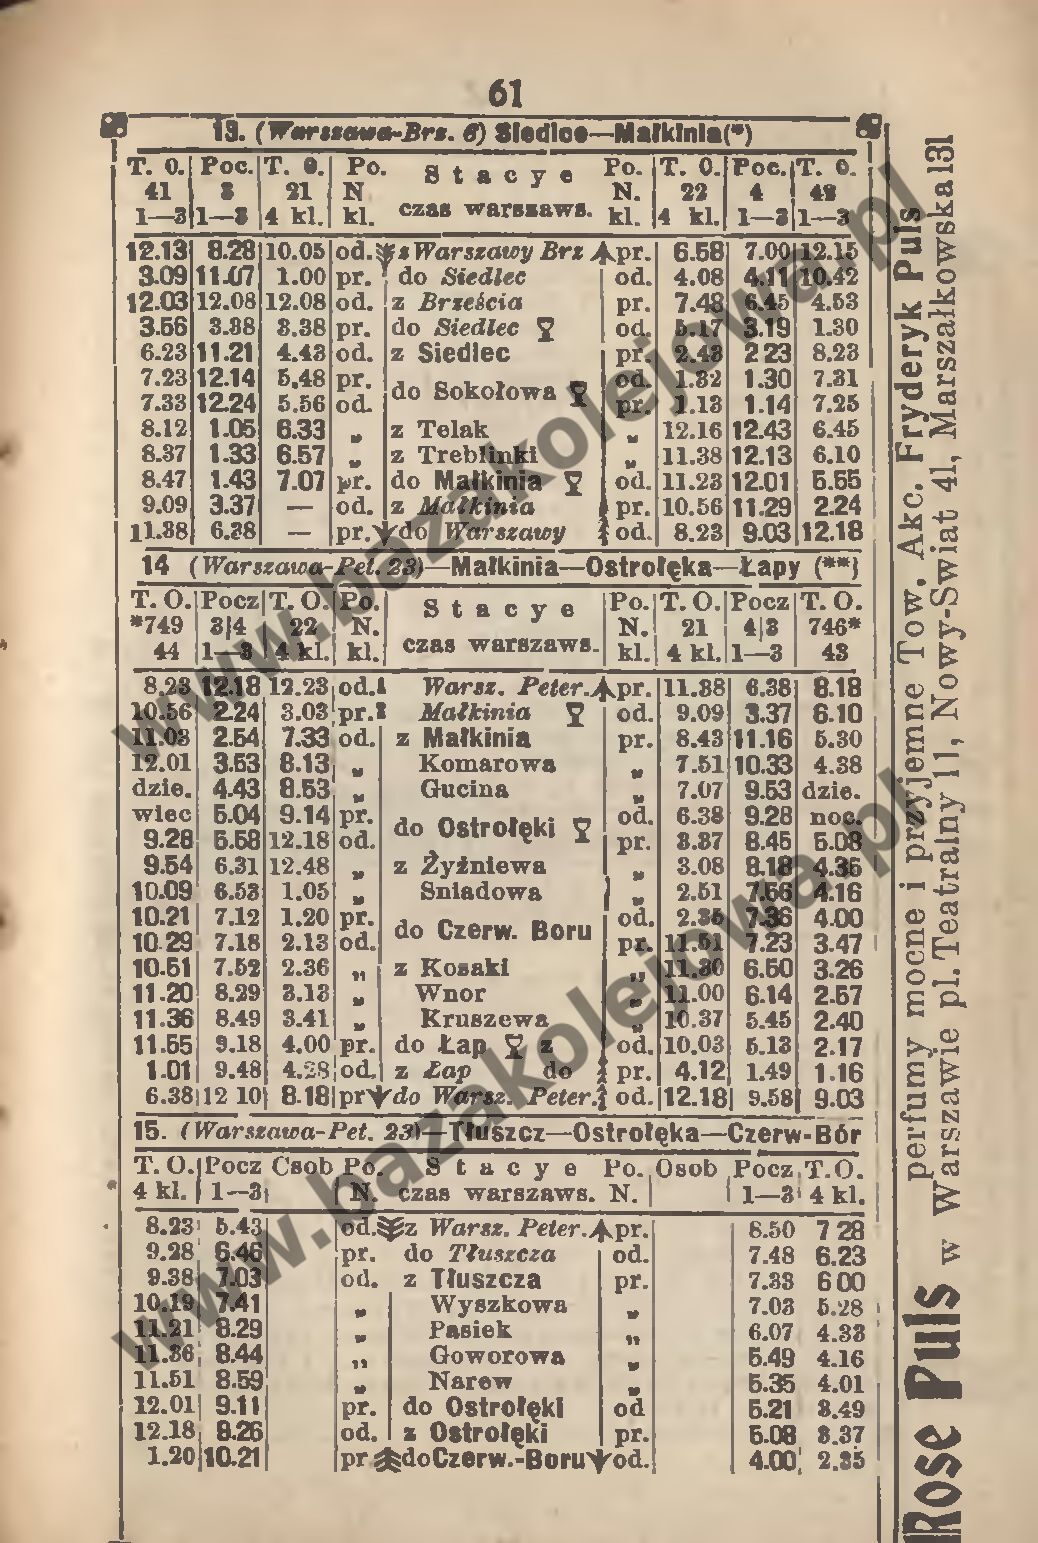 61
13. (Warszawa-Brz. 6) Siedlce—Małkinia(*)
T. O. Poc. T. O. Po. Stacye Po. T. O. Poc. T. O.
41 3 21 N N. 22 4 42
1—3 1—3 4 kl. kl. czas warszaws. kl. 4 kl. 1—3 1—3
12.13 8.28 10.05 od. z Warszawy Brz pr. 6.58 7.00 12.15
3.09 11.07 1.00 pr. do Siedlec od. 4.08 4.11 10.42
12.03 12.08 12.08 od. z Brześcia pr. 7.48 6.45 4.53
3.56 3.38 3.38 pr. do Siedlec od. 5.17 3.19 1.30
6.23 11.21 4.43 od. z Siedlec pr. 2.43 2 23 8.23
7.23 12.14 5.48 pr. do Sokołowa od. 1.32 1.30 7.31
7.33 12.24 5.56 od. pr. 1.13 1.14 7.25
8.12 1.05 6.33 „ z Telak „ 12.16 12.43 6.45
8.37 1.33 6.57 „ z Treblinki „ 11.38 12.13 6.10
8.47 1.43 7.07 pr. do Małkinia od. 11.23 12.01 5.55
9.09 3.37 — od. z Małkinia pr. 10.56 11.29 2.24
11.38 6.38 — pr. do Warszawy od. 8.23 9.03 12.18
14 (Warszawa-Pet. 23)—Małkinia—Ostrołęka—Łapy (**)
T. O. Pocz T. O. Po. Stacye Po. T. O. Pocz T. O.
*749 3|4 22 N. N. 21 4|3 746*
44 1—3 4 kl. kl. czas warszaws. kl. 4 kl. 1—3 43
8.23 12.18 12.23 od. Warsz. Peter. pr. 11.38 6.38 8.18
10.56 2.24 3.03 pr. Małkinia od. 9.09 3.37 6.10
11.03 2.54 7.33 od. z Małkinia pr. 8.43 11.16 5.30
12.01 3.53 8.13 „ Komarowa „ 7.51 10.33 4.38
dzie. 4.43 8.53 „ Gucina „ 7.07 9.53 dzie.
wiec 5.04 9.14 pr. do Ostrołęki od. 6.38 9.28 noc.
9.28 5.58 12.18 od. pr. 3.37 8.45 5.08
9.54 6.31 12.48 „ z Żyźniewa „ 3.08 8.18 4.36
10.09 6.53 1.05 „ Sniadowa „ 2.51 7.56 4.16
10.21 7.12 1.20 pr. do Czerw. Boru od. 2.35 7.36 4.00
10.29 7.18 2.13 od. pr. 11.51 7.23 3.47
10.51 7.52 2.36 „ z Kosaki „ 11.30 6.50 3.26
11.20 8.29 3.13 „ Wnor „ 11.00 6.14 2.57
11.36 8.49 3.41 „ Kruszewa „ 10.37 5.45 2.40
11.55 9.18 4.00 pr. do Łap z od. 10.03 5.13 2.17
1.01 9.48 4.28 od. z Łap do pr. 4.12 1.49 1.16
6.38 12 10 8.18 pr do Warsz. Peter. od. 12.18 9.58 9.03
15. (Warszawa-Pet. 23)—Tłuszcz—Ostrołęka—Czerw-Bór
T. O. Pocz Csob Po. Stacye Po. Osob Pocz T.O.
4 kl. 1—3 N. czas warszaws. N. 1—3 4 kl.
8.23 5.43 od. z Warsz. Peter. pr. 8.50 7 28
9.28 6.46 pr. do Tłuszcza od. 7.48 6.23
9.38 7.03 od. z Tłuszcza pr. 7.33 6 00
10.19 7.41 „ Wyszkowa „ 7.03 5.28
11.21 8.29 „ Pasiek „ 6.07 4.33
11.36 8.44 „ Goworowa „ 5.49 4.16
11.51 8.59 „ Narew „ 5.35 4.01
12.01 9.11 pr. do Ostrołęki od 5.21 3.49
12.18 9.26 od. z Ostrołęki pr. 5.08 3.37
1.20 10.21 pr do Czerw.-Boru od. 4.00 2.35
Rose Puls perfumy mocne i przyjemne Tow. Akc. Fryderyk Puls
w Warszawie pl. Teatralny 11, Nowy-Świat 41, Marszałkowska 131
www.bazakolejowa.pl
www.bazakolejowa.pl